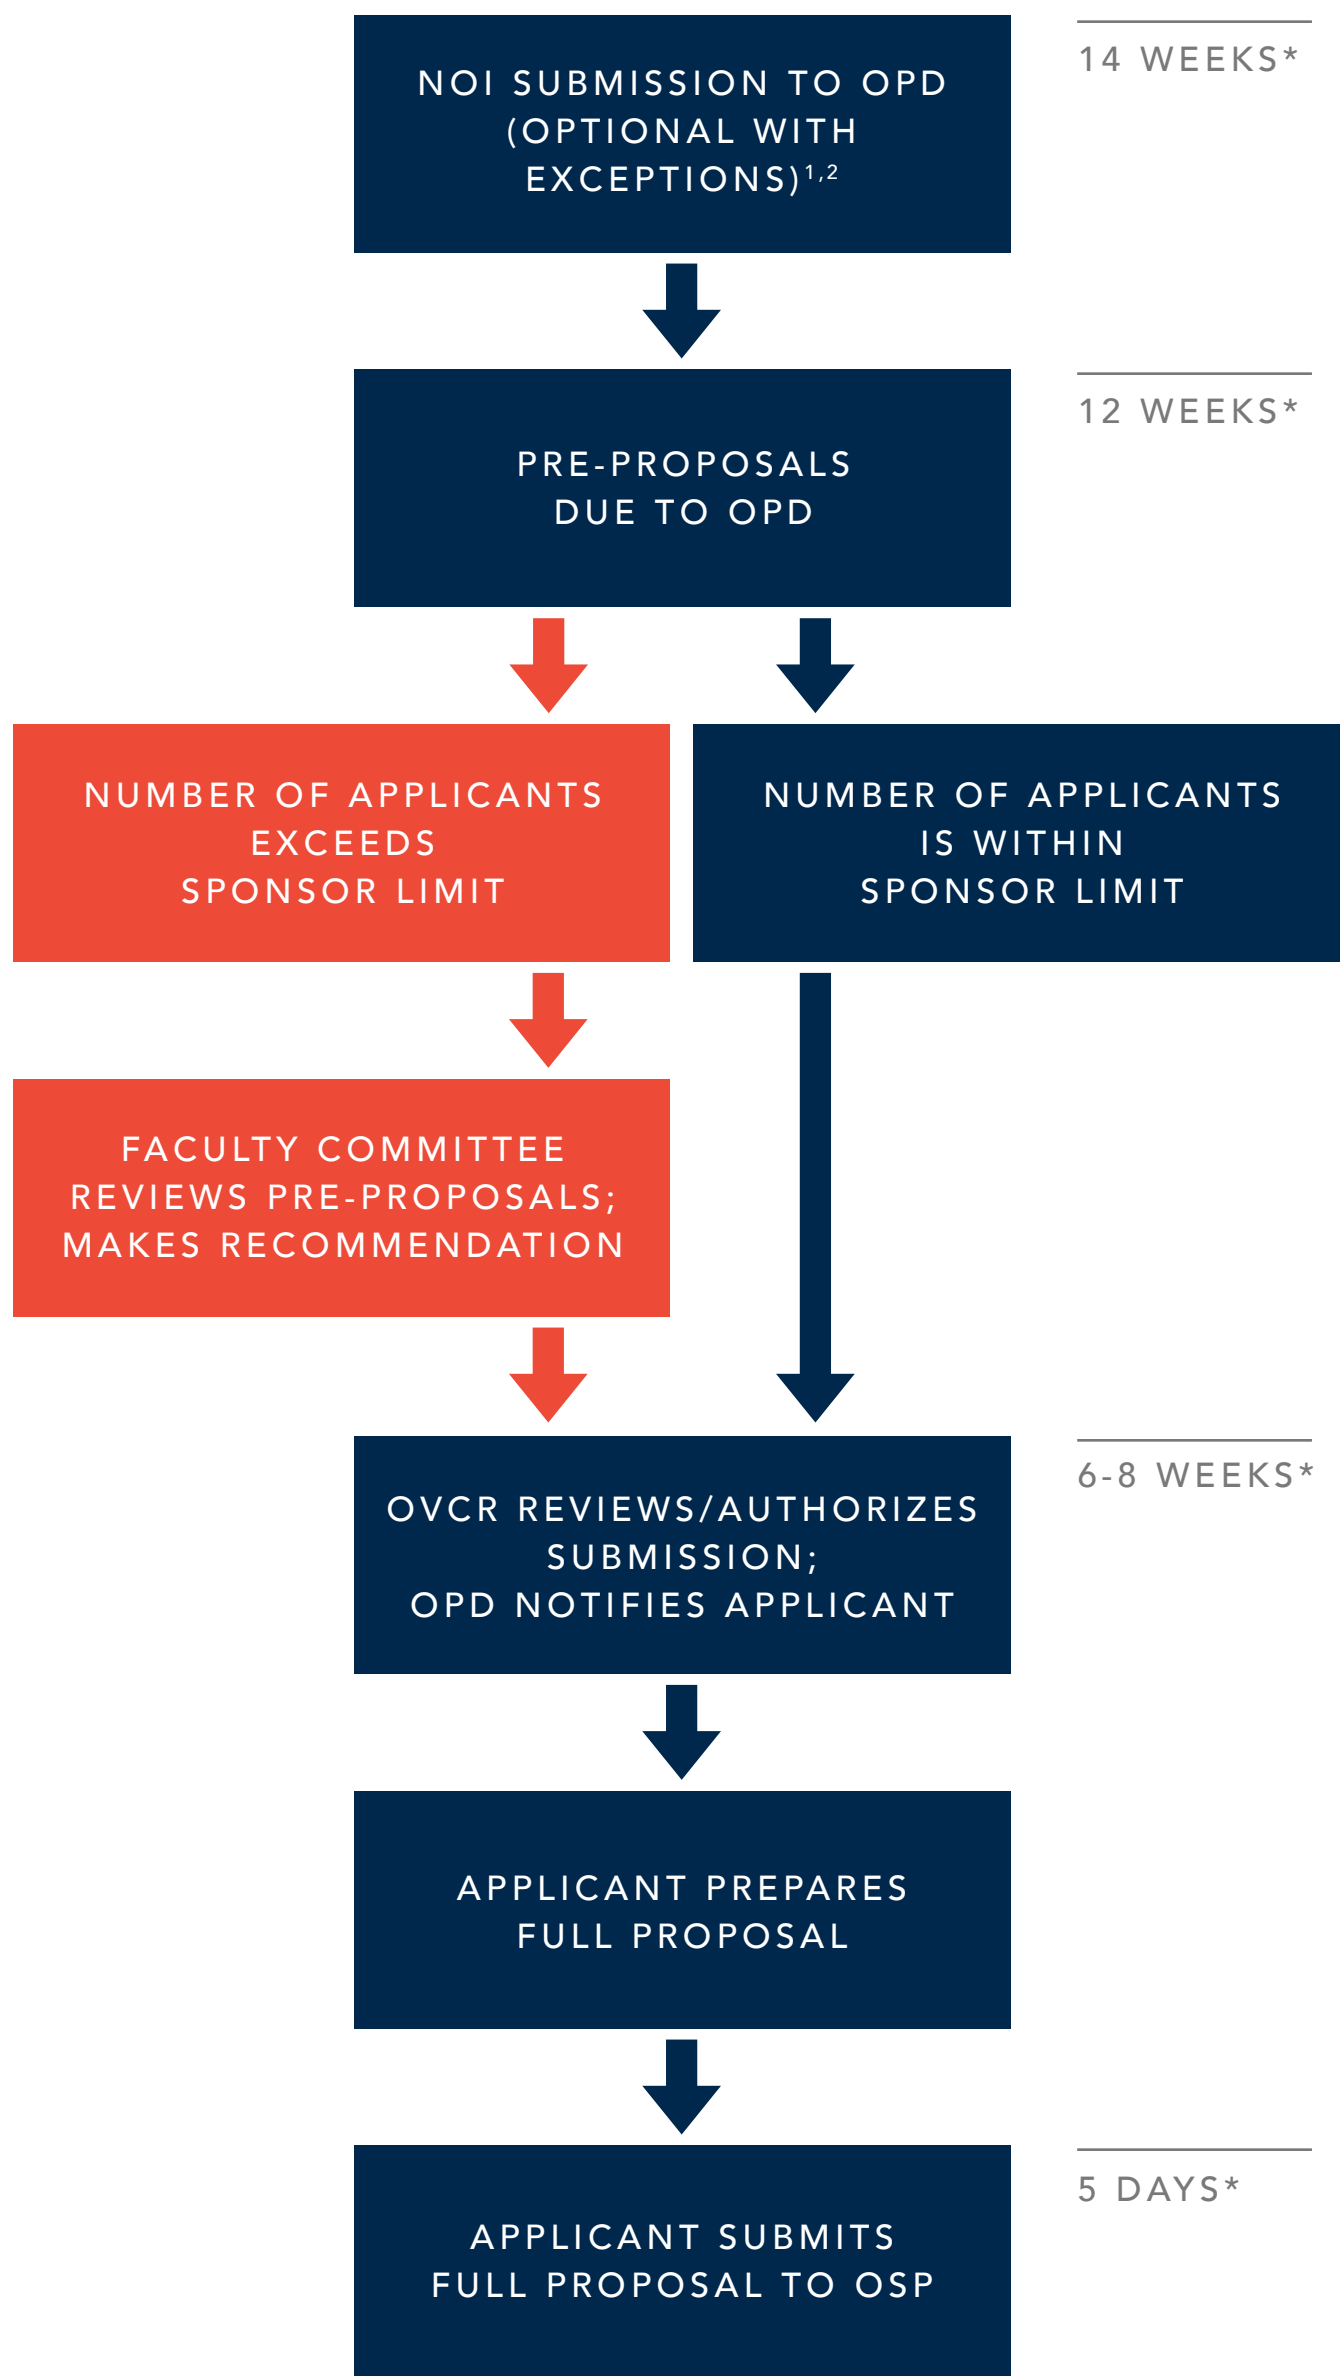 NOI SUBMISSION TO OPD
(OPTIONAL WITH
EXCEPTIONS)1,2
14 WEEKS*
PRE-PROPOSALS
DUE TO OPD
12 WEEKS*
NUMBER OF APPLICANTS
EXCEEDS
SPONSOR LIMIT
NUMBER OF APPLICANTS
IS WITHIN
SPONSOR LIMIT
FACULTY COMMITTEE
REVIEWS PRE-PROPOSALS;
MAKES RECOMMENDATION
OVCR REVIEWS/AUTHORIZES
SUBMISSION;
OPD NOTIFIES APPLICANT
6-8 WEEKS*
APPLICANT PREPARES
FULL PROPOSAL
APPLICANT SUBMITS
FULL PROPOSAL TO OSP
5 DAYS*